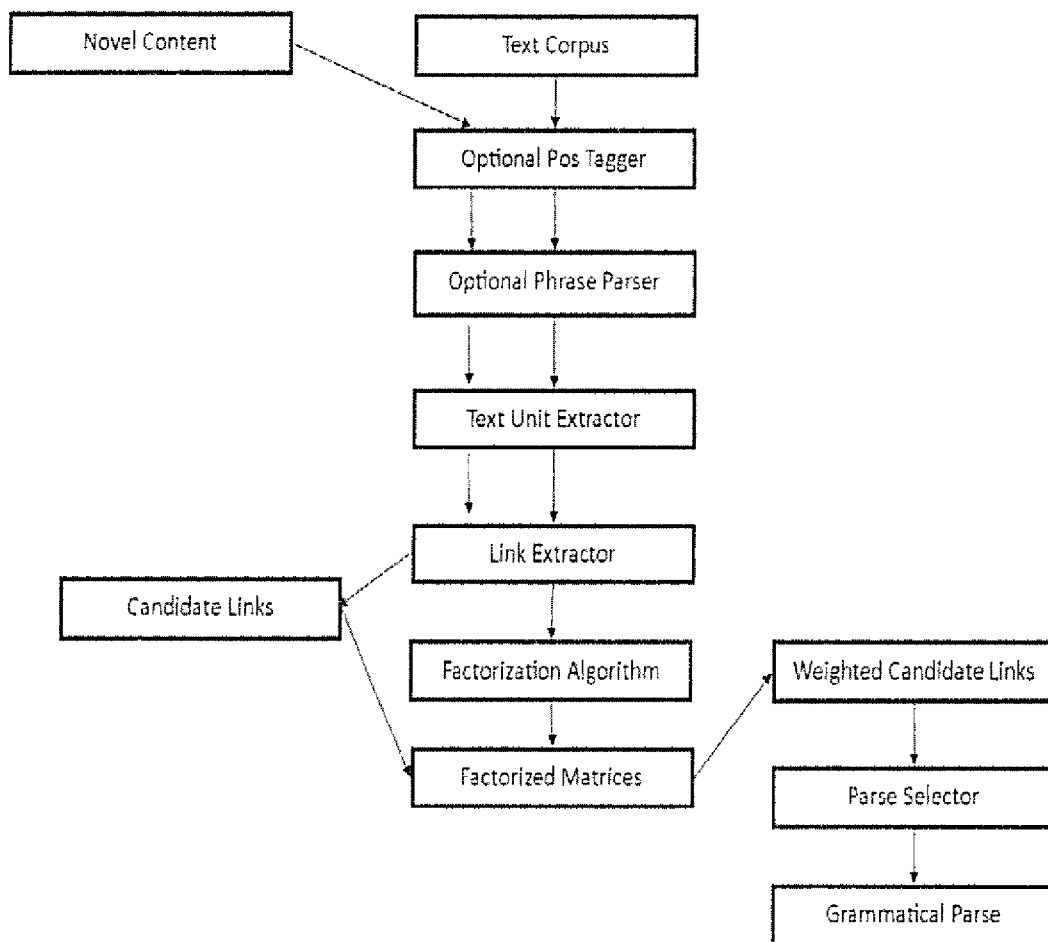 Novel Content
Text Corpus
Optional Pos Tagger
Optional Phrase Parser
Text Unit Extractor
Link Extractor
Candidate Links
Factorization Algorithm
Weighted Candidate Links
Factorized Matrices
Parse Selector
Grammatical Parse